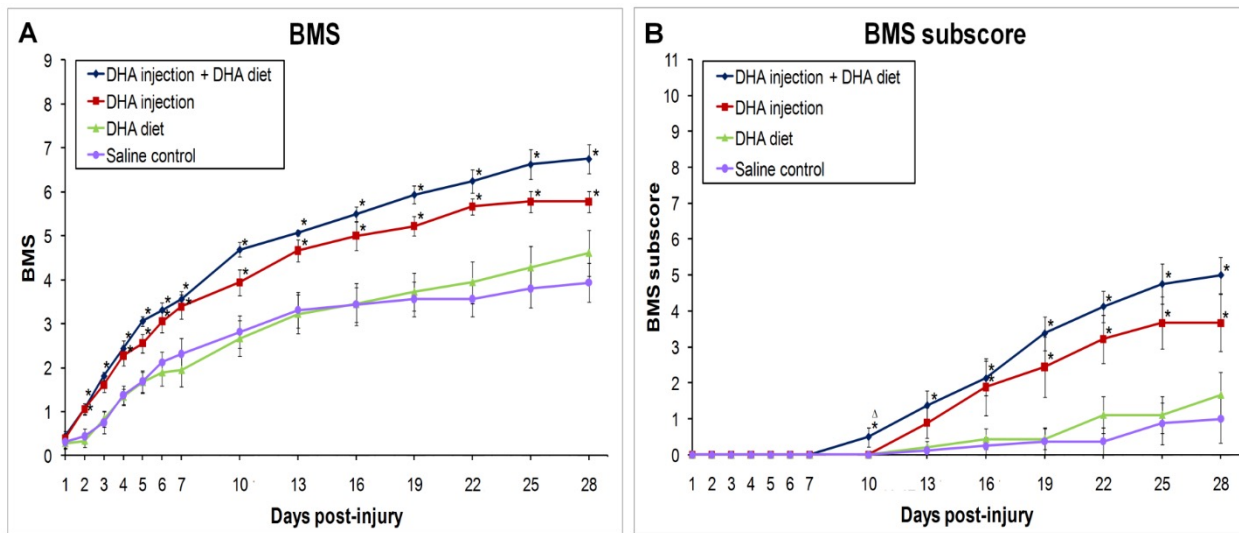 A
BMS
9
8
7
6
5
4
3
2
1
0
BMS
DHA injection + DHA diet
DHA injection
DHA diet
Saline control
1 2 3 4 5 6 7 10 13 16 19 22 25 28
Days post-injury
B
BMS subscore
11
10
9
8
7
6
5
4
3
2
1
0
BMS subscore
DHA injection + DHA diet
DHA injection
DHA diet
Saline control
Δ
1 2 3 4 5 6 7 10 13 16 19 22 25 28
Days post-injury